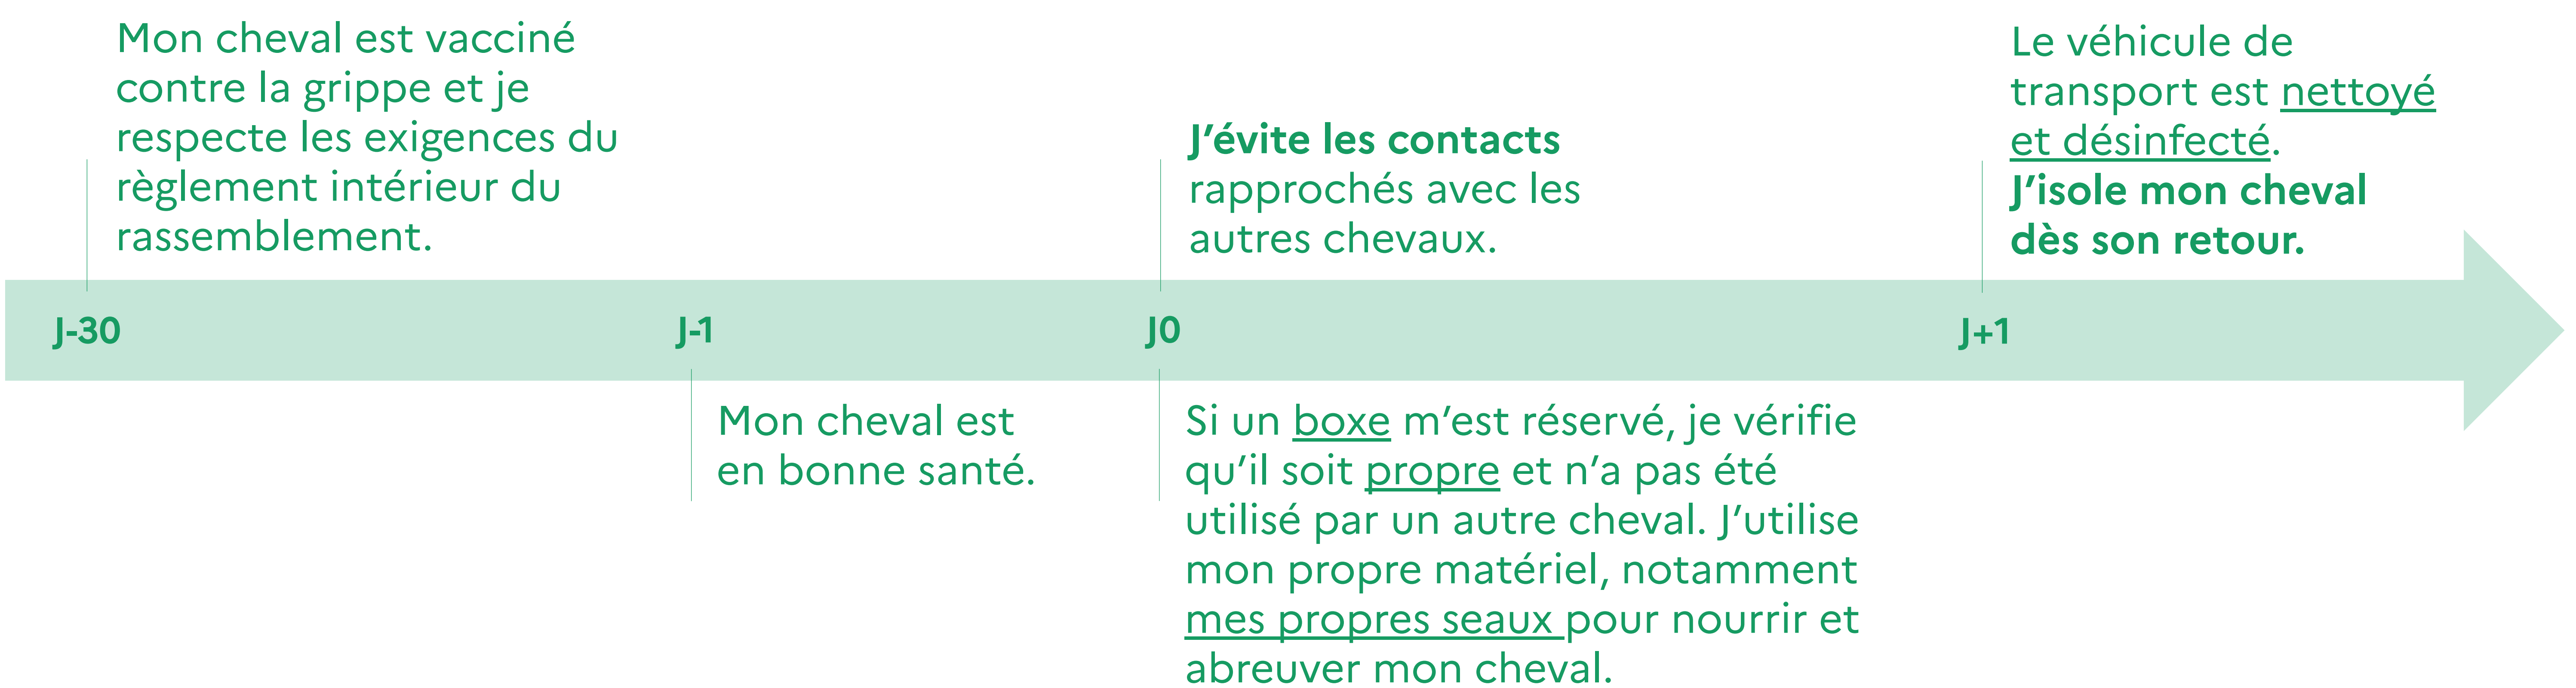 Mon cheval est vacciné
contre la grippe et je
respecte les exigences du
règlement intérieur du
rassemblement.
J’évite les contacts
rapprochés avec les
autres chevaux.
Le véhicule de
transport est nettoyé
et désinfecté.
J’isole mon cheval
dès son retour.
J-30
J-1
J0
J+1
Mon cheval est
en bonne santé.
Si un boxe m’est réservé, je vérifie
qu’il soit propre et n’a pas été
utilisé par un autre cheval. J’utilise
mon propre matériel, notamment
mes propres seaux pour nourrir et
abreuver mon cheval.